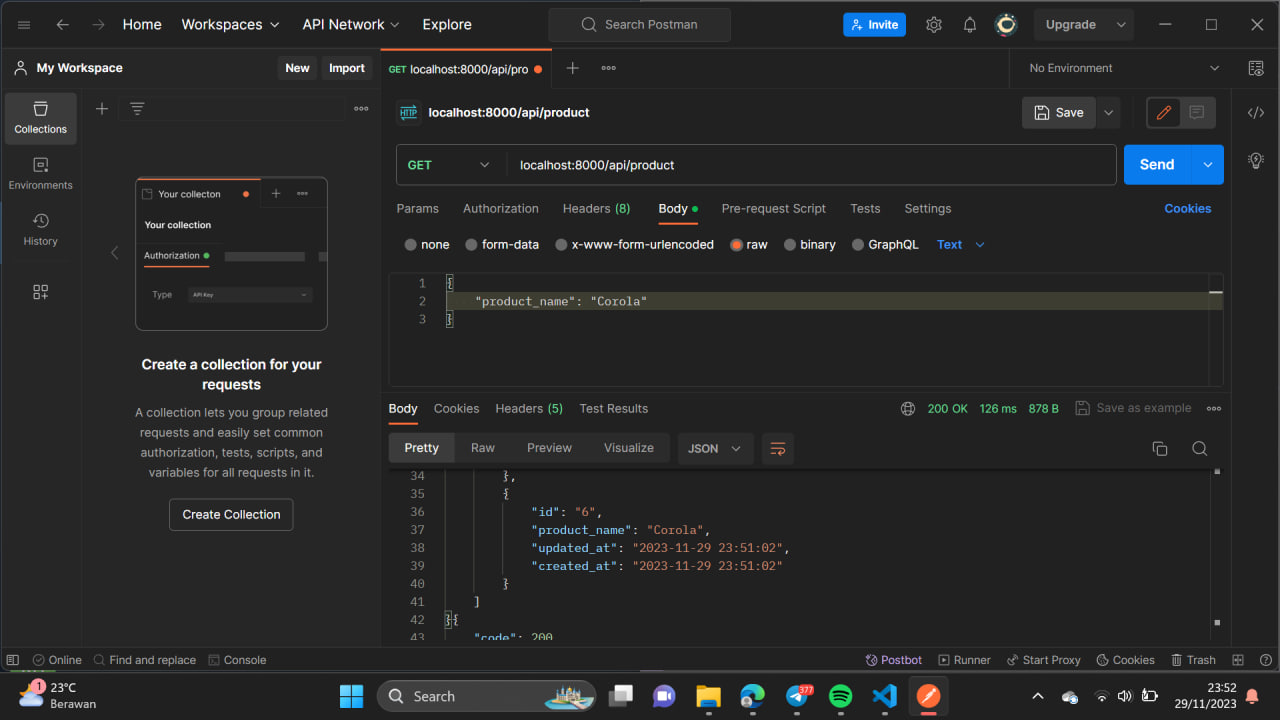 Home
Workspaces
API Network
Explore
Search Postman
Invite
Upgrade
My Workspace
New
Import
GET localhost:8000/api/pro
No Environment
Collections
Environments
History
Your collecton
Your collection
Authorization
Type
API Key
Create a collection for your
requests
A collection lets you group related
requests and easily set common
authorization, tests, scripts, and
variables for all requests in it.
Create Collection
HTTP localhost:8000/api/product
Save
GET localhost:8000/api/product
Send
Params Authorization Headers (8) Body Pre-request Script Tests Settings Cookies
none form-data x-www-form-urlencoded raw binary GraphQL Text
1 {
2 "product_name": "Corola"
3 }
Body Cookies Headers (5) Test Results 200 OK 126 ms 878 B Save as example
Pretty Raw Preview Visualize JSON
34 },
35 {
36 "id": "6",
37 "product_name": "Corola",
38 "updated_at": "2023-11-29 23:51:02",
39 "created_at": "2023-11-29 23:51:02"
40 }
41 ]
42 }{
43 "code": 200
Online Find and replace Console Postbot Runner Start Proxy Cookies Trash
1
23°C
Berawan
Search
377
23:52
29/11/2023